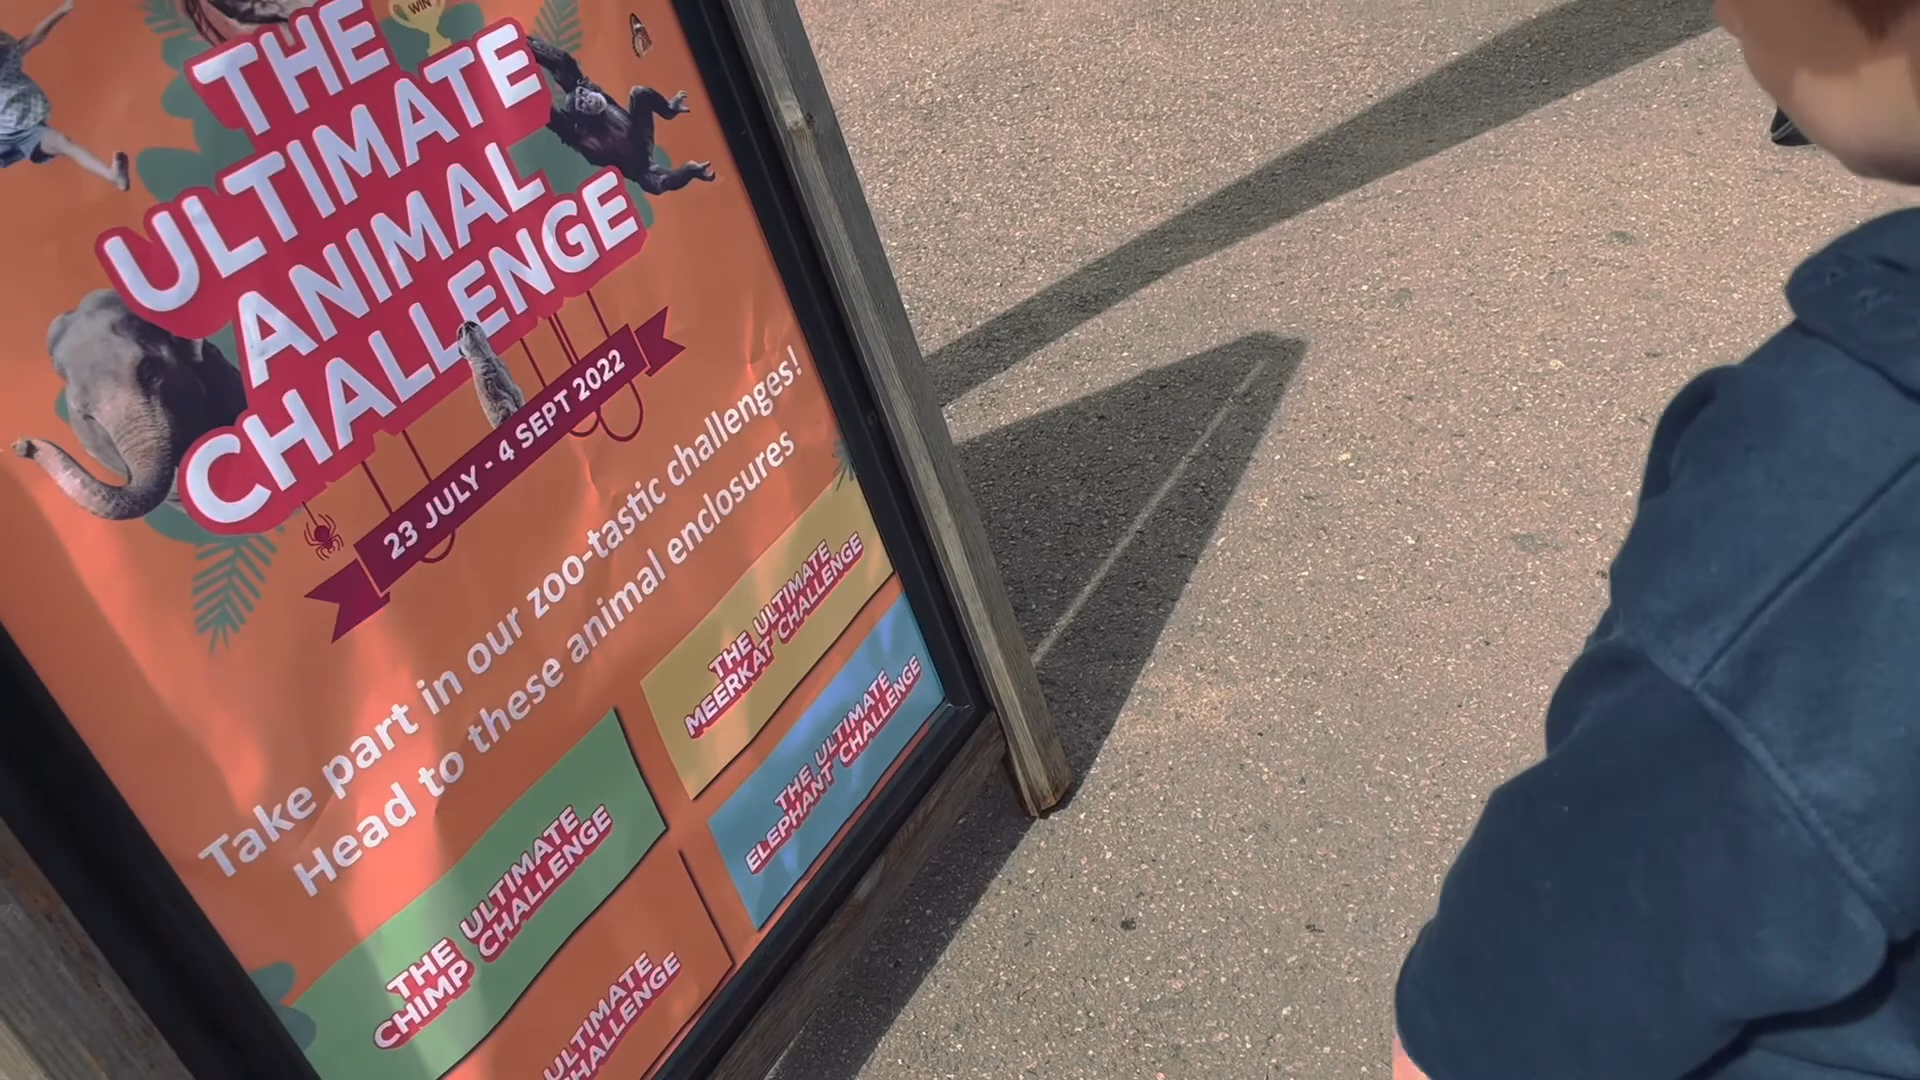 WIN
THE
ULTIMATE
ANIMAL
CHALLENGE
23 JULY - 4 SEPT 2022
Take part in our zoo-tastic challenges!
Head to these animal enclosures
THE ULTIMATE
MEERKAT CHALLENGE
THE ULTIMATE
ELEPHANT CHALLENGE
THE ULTIMATE
CHIMP CHALLENGE
ULTIMATE
CHALLENGE